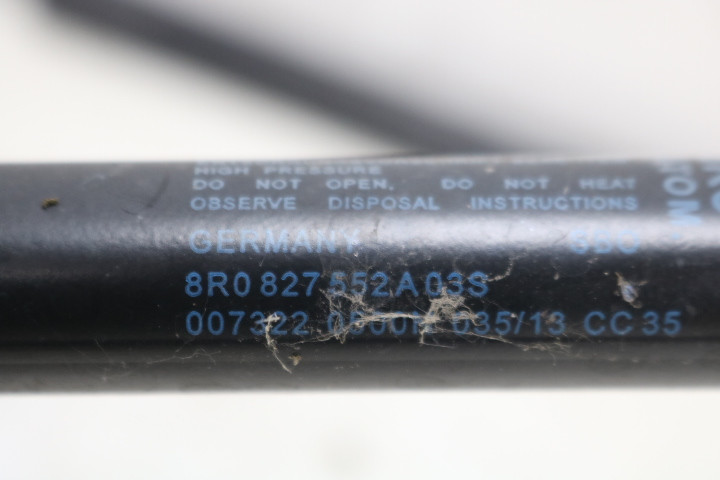 HIGH PRESSURE
DO NOT OPEN, DO NOT HEAT
OBSERVE DISPOSAL INSTRUCTIONS
GERMANY
8R0 827 552A 03S
007322 035/13 CC 35